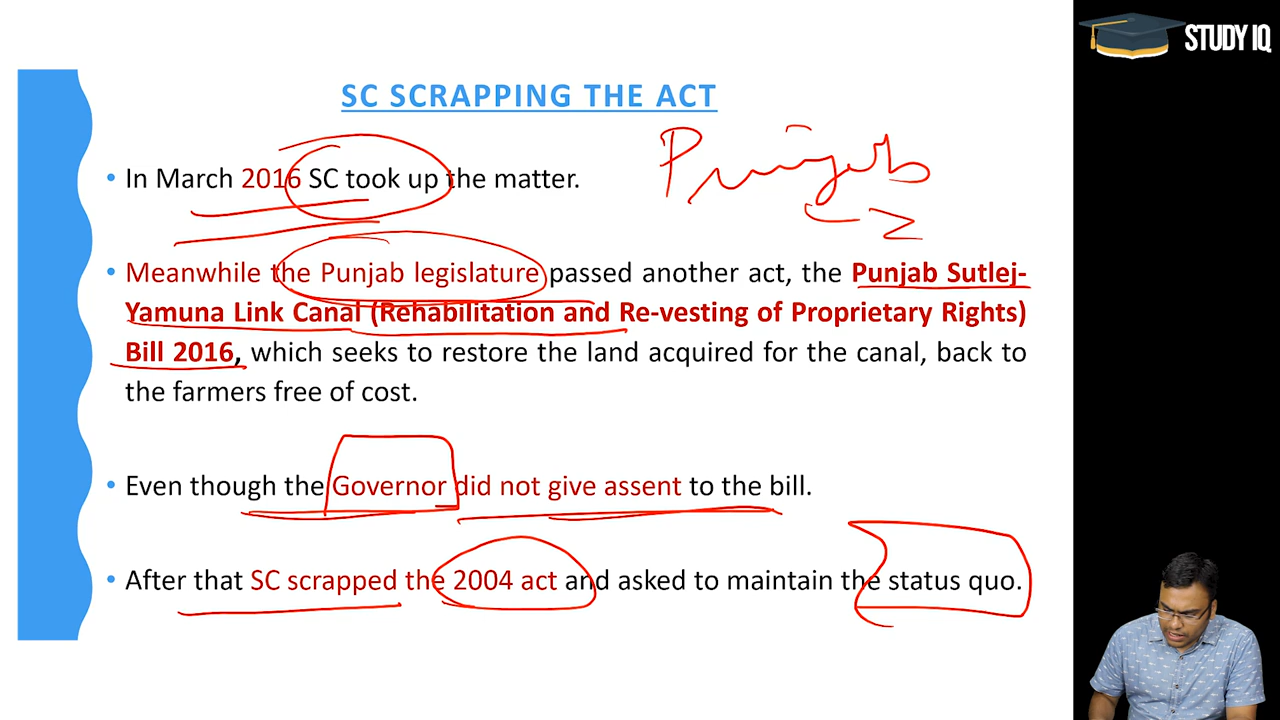 STUDY IQ
SC SCRAPPING THE ACT
• In March 2016 SC took up the matter.
Punjab
• Meanwhile the Punjab legislature passed another act, the Punjab Sutlej-
Yamuna Link Canal (Rehabilitation and Re-vesting of Proprietary Rights)
Bill 2016, which seeks to restore the land acquired for the canal, back to
the farmers free of cost.
• Even though the Governor did not give assent to the bill.
• After that SC scrapped the 2004 act and asked to maintain the status quo.